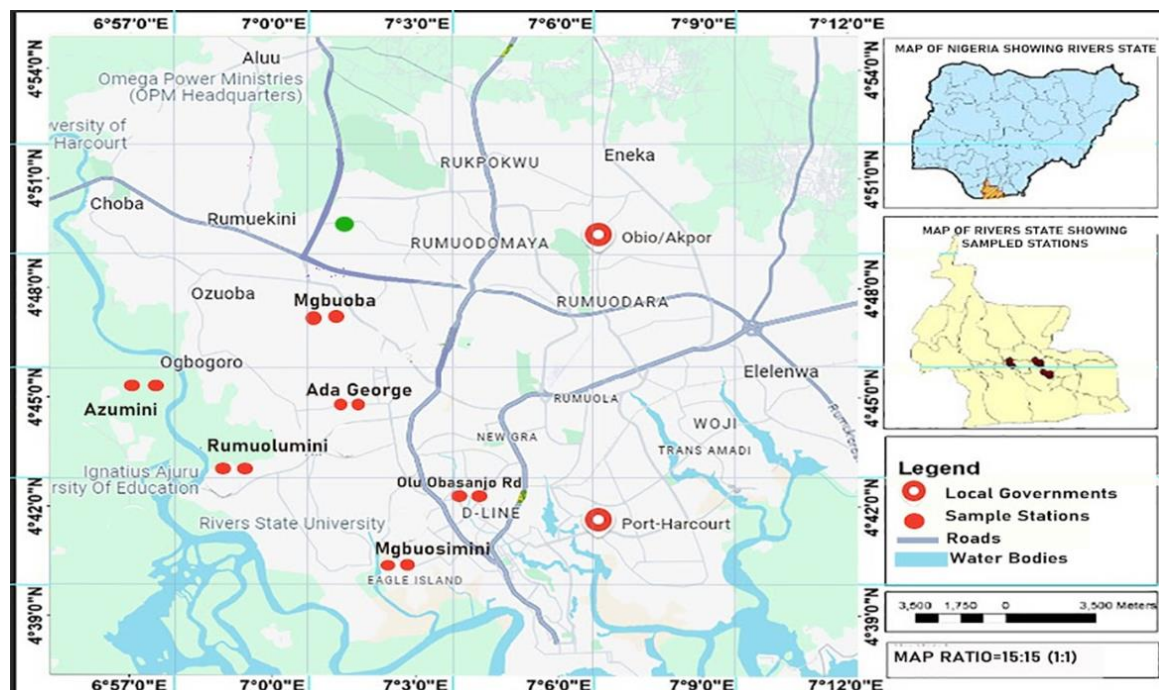 6°57'0"E 7°0'0"E 7°3'0"E 7°6'0"E 7°9'0"E 7°12'0"E
4°54'0"N
4°51'0"N
4°48'0"N
4°45'0"N
4°42'0"N
4°39'0"N
Aluu
Omega Power Ministries
(OPM Headquarters)
versity of
Harcourt
RUKPOKWU
Eneka
Choba
Rumuekini
RUMUODOMAYA
Obio/Akpor
Ozuoba
Mgbuoba
RUMUODARA
Ogbogoro
Azumini
Ada George
Elelenwa
RUMUOLA
Rumuolumini
NEW GRA
WOJI
TRANS AMADI
Ignatius Ajuru
rsity Of Education
Olu Obasanjo Rd
D-LINE
Rivers State University
Port-Harcourt
Mgbuosimini
EAGLE ISLAND
4°54'0"N
4°51'0"N
4°48'0"N
4°45'0"N
4°42'0"N
4°39'0"N
6°57'0"E 7°0'0"E 7°3'0"E 7°6'0"E 7°9'0"E 7°12'0"E
MAP OF NIGERIA SHOWING RIVERS STATE
MAP OF RIVERS STATE SHOWING
SAMPLED STATIONS
Legend
Local Governments
Sample Stations
Roads
Water Bodies
3,500 1,750 0 3,500 Meters
MAP RATIO=15:15 (1:1)